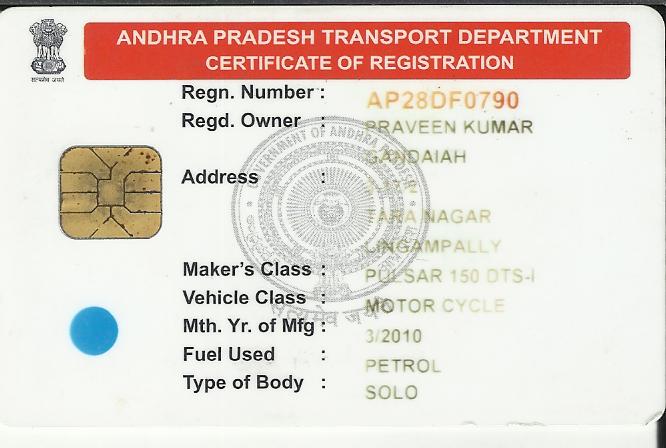 ANDHRA PRADESH TRANSPORT DEPARTMENT
CERTIFICATE OF REGISTRATION
सत्यमेव जयते
Regn. Number : AP28DF0790
Regd. Owner : PRAVEEN KUMAR
GANDAIAH
Address :
TARA NAGAR
LINGAMPALLY
Maker's Class : PULSAR 150 DTS-I
Vehicle Class : MOTOR CYCLE
Mth. Yr. of Mfg : 3/2010
Fuel Used : PETROL
Type of Body : SOLO
GOVERNMENT OF ANDHRA PRADESH
सत्यमेव जयते